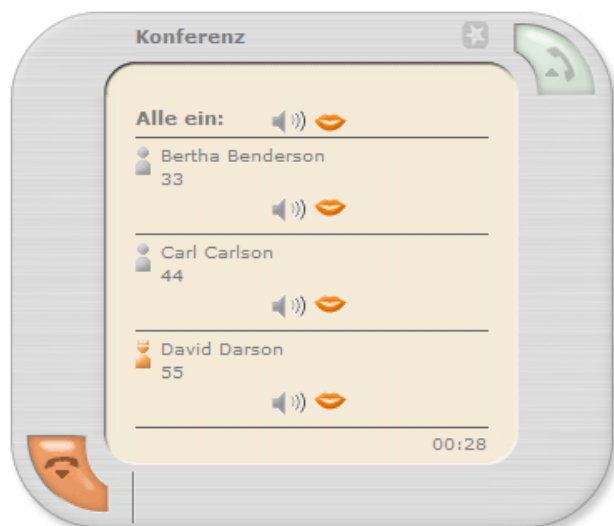 Konferenz
Alle ein:
Bertha Benderson
33
Carl Carlson
44
David Darson
55
00:28